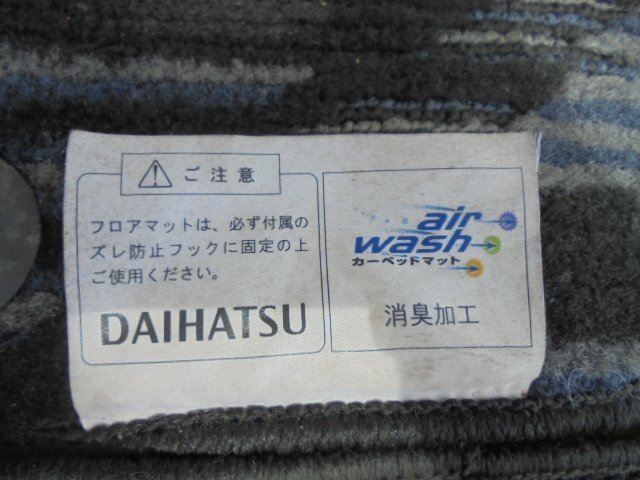 ご注意
フロアマットは、必ず付属の
ズレ防止フックに固定の上
ご使用ください。
DAIHATSU
air
wash
カーペットマット
消臭加工